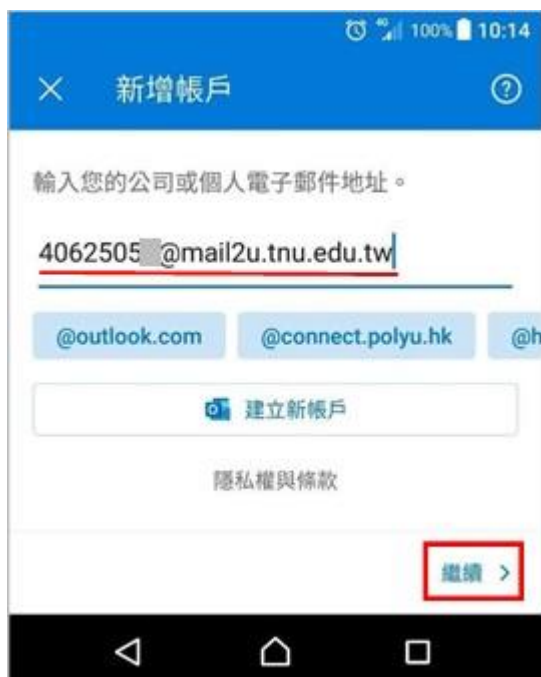 100% 10:14
新增帳戶
輸入您的公司或個人電子郵件地址。
4062505 @mail2u.tnu.edu.tw
@outlook.com @connect.polyu.hk @h
建立新帳戶
隱私權與條款
繼續 >